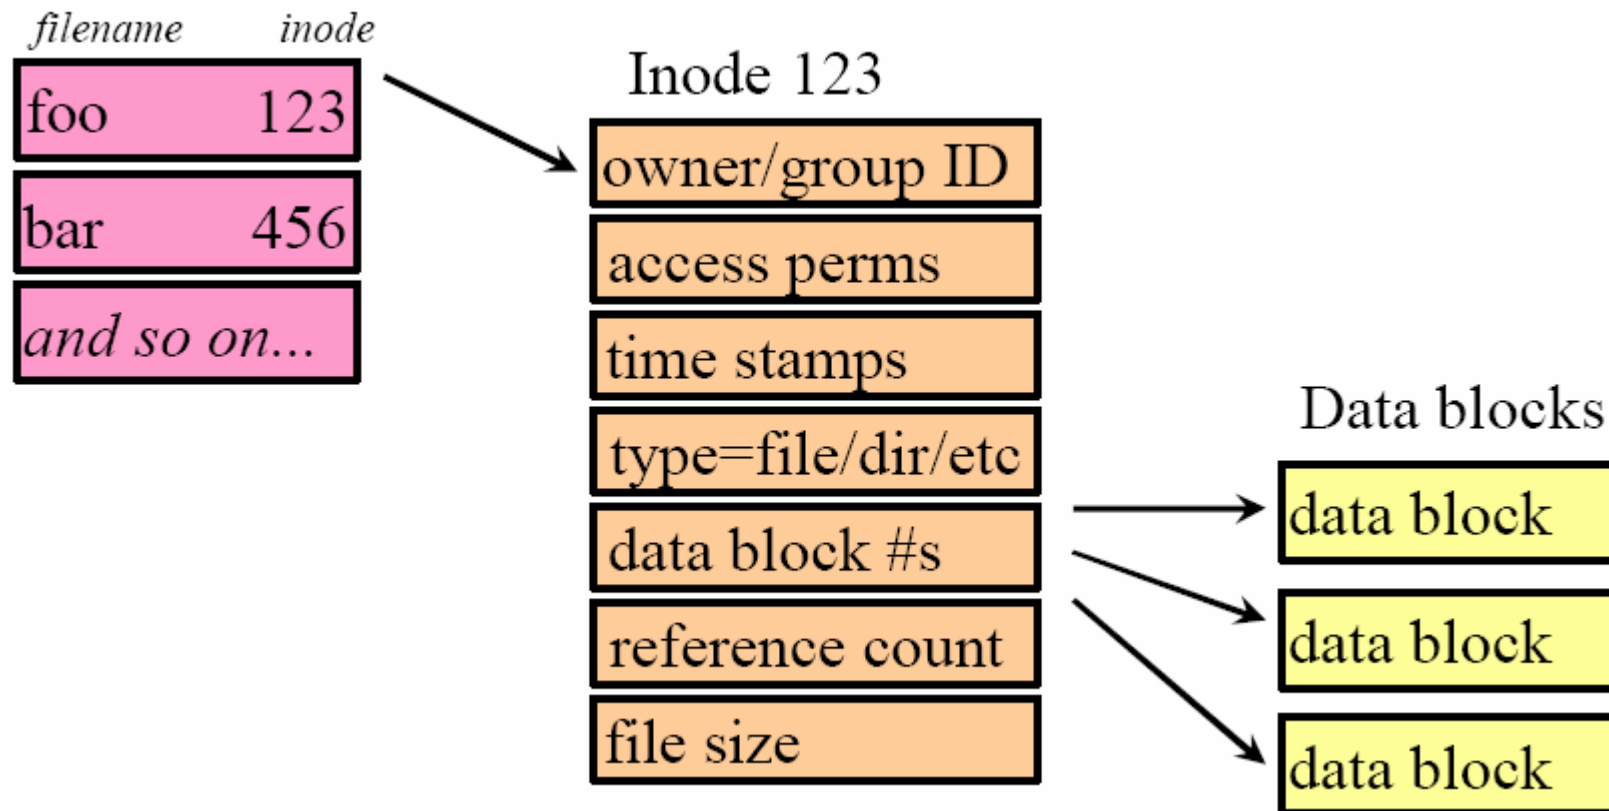 filename inode
foo 123
bar 456
and so on...
Inode 123
owner/group ID
access perms
time stamps
type=file/dir/etc
data block #s
reference count
file size
Data blocks
data block
data block
data block